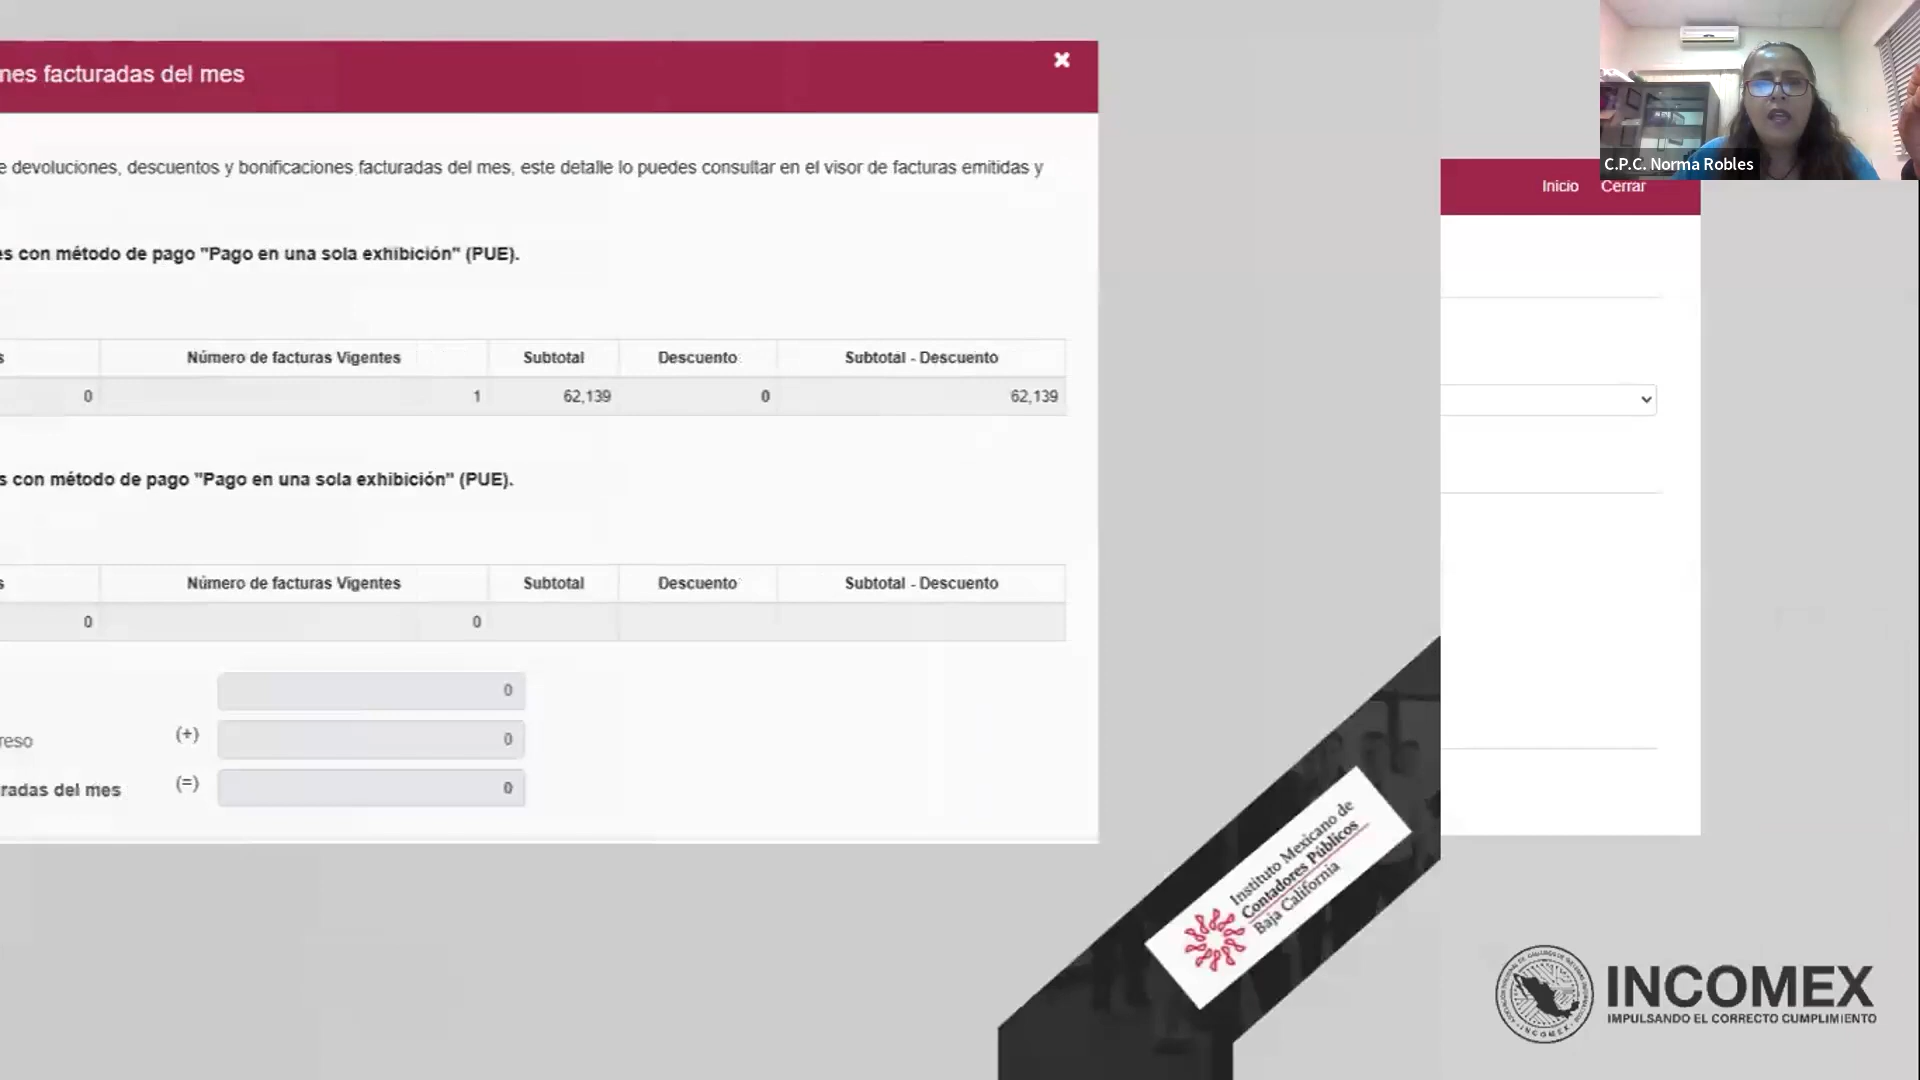 nes facturadas del mes
Inicio Cerrar
C.P.C. Norma Robles
e devoluciones, descuentos y bonificaciones facturadas del mes, este detalle lo puedes consultar en el visor de facturas emitidas y
s con método de pago "Pago en una sola exhibición" (PUE).
s Número de facturas Vigentes Subtotal Descuento Subtotal - Descuento
0 1 62,139 0 62,139
s con método de pago "Pago en una sola exhibición" (PUE).
s Número de facturas Vigentes Subtotal Descuento Subtotal - Descuento
0 0
0
reso (+) 0
radas del mes (=) 0
Instituto Mexicano de
Contadores Públicos
Baja California
INCOMEX
IMPULSANDO EL CORRECTO CUMPLIMIENTO
INCOMEX